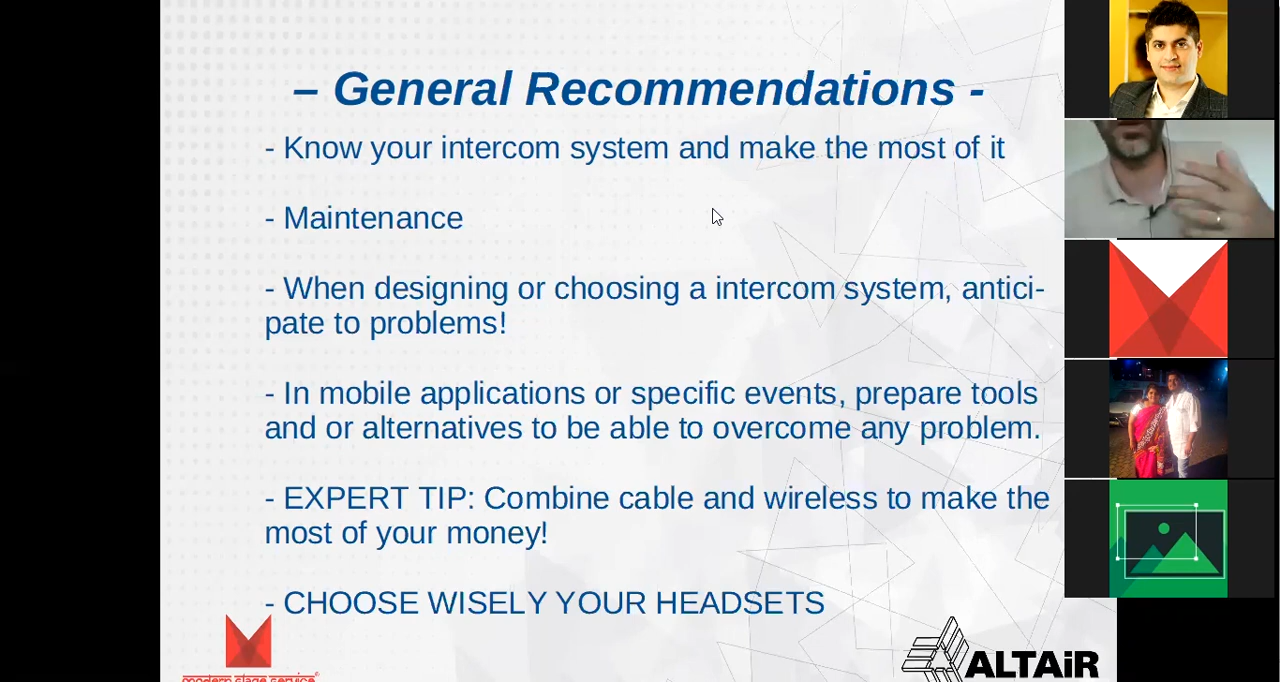 – General Recommendations -
- Know your intercom system and make the most of it
- Maintenance
- When designing or choosing a intercom system, antici-
pate to problems!
- In mobile applications or specific events, prepare tools
and or alternatives to be able to overcome any problem.
- EXPERT TIP: Combine cable and wireless to make the
most of your money!
- CHOOSE WISELY YOUR HEADSETS
modern stage service
ALTAiR